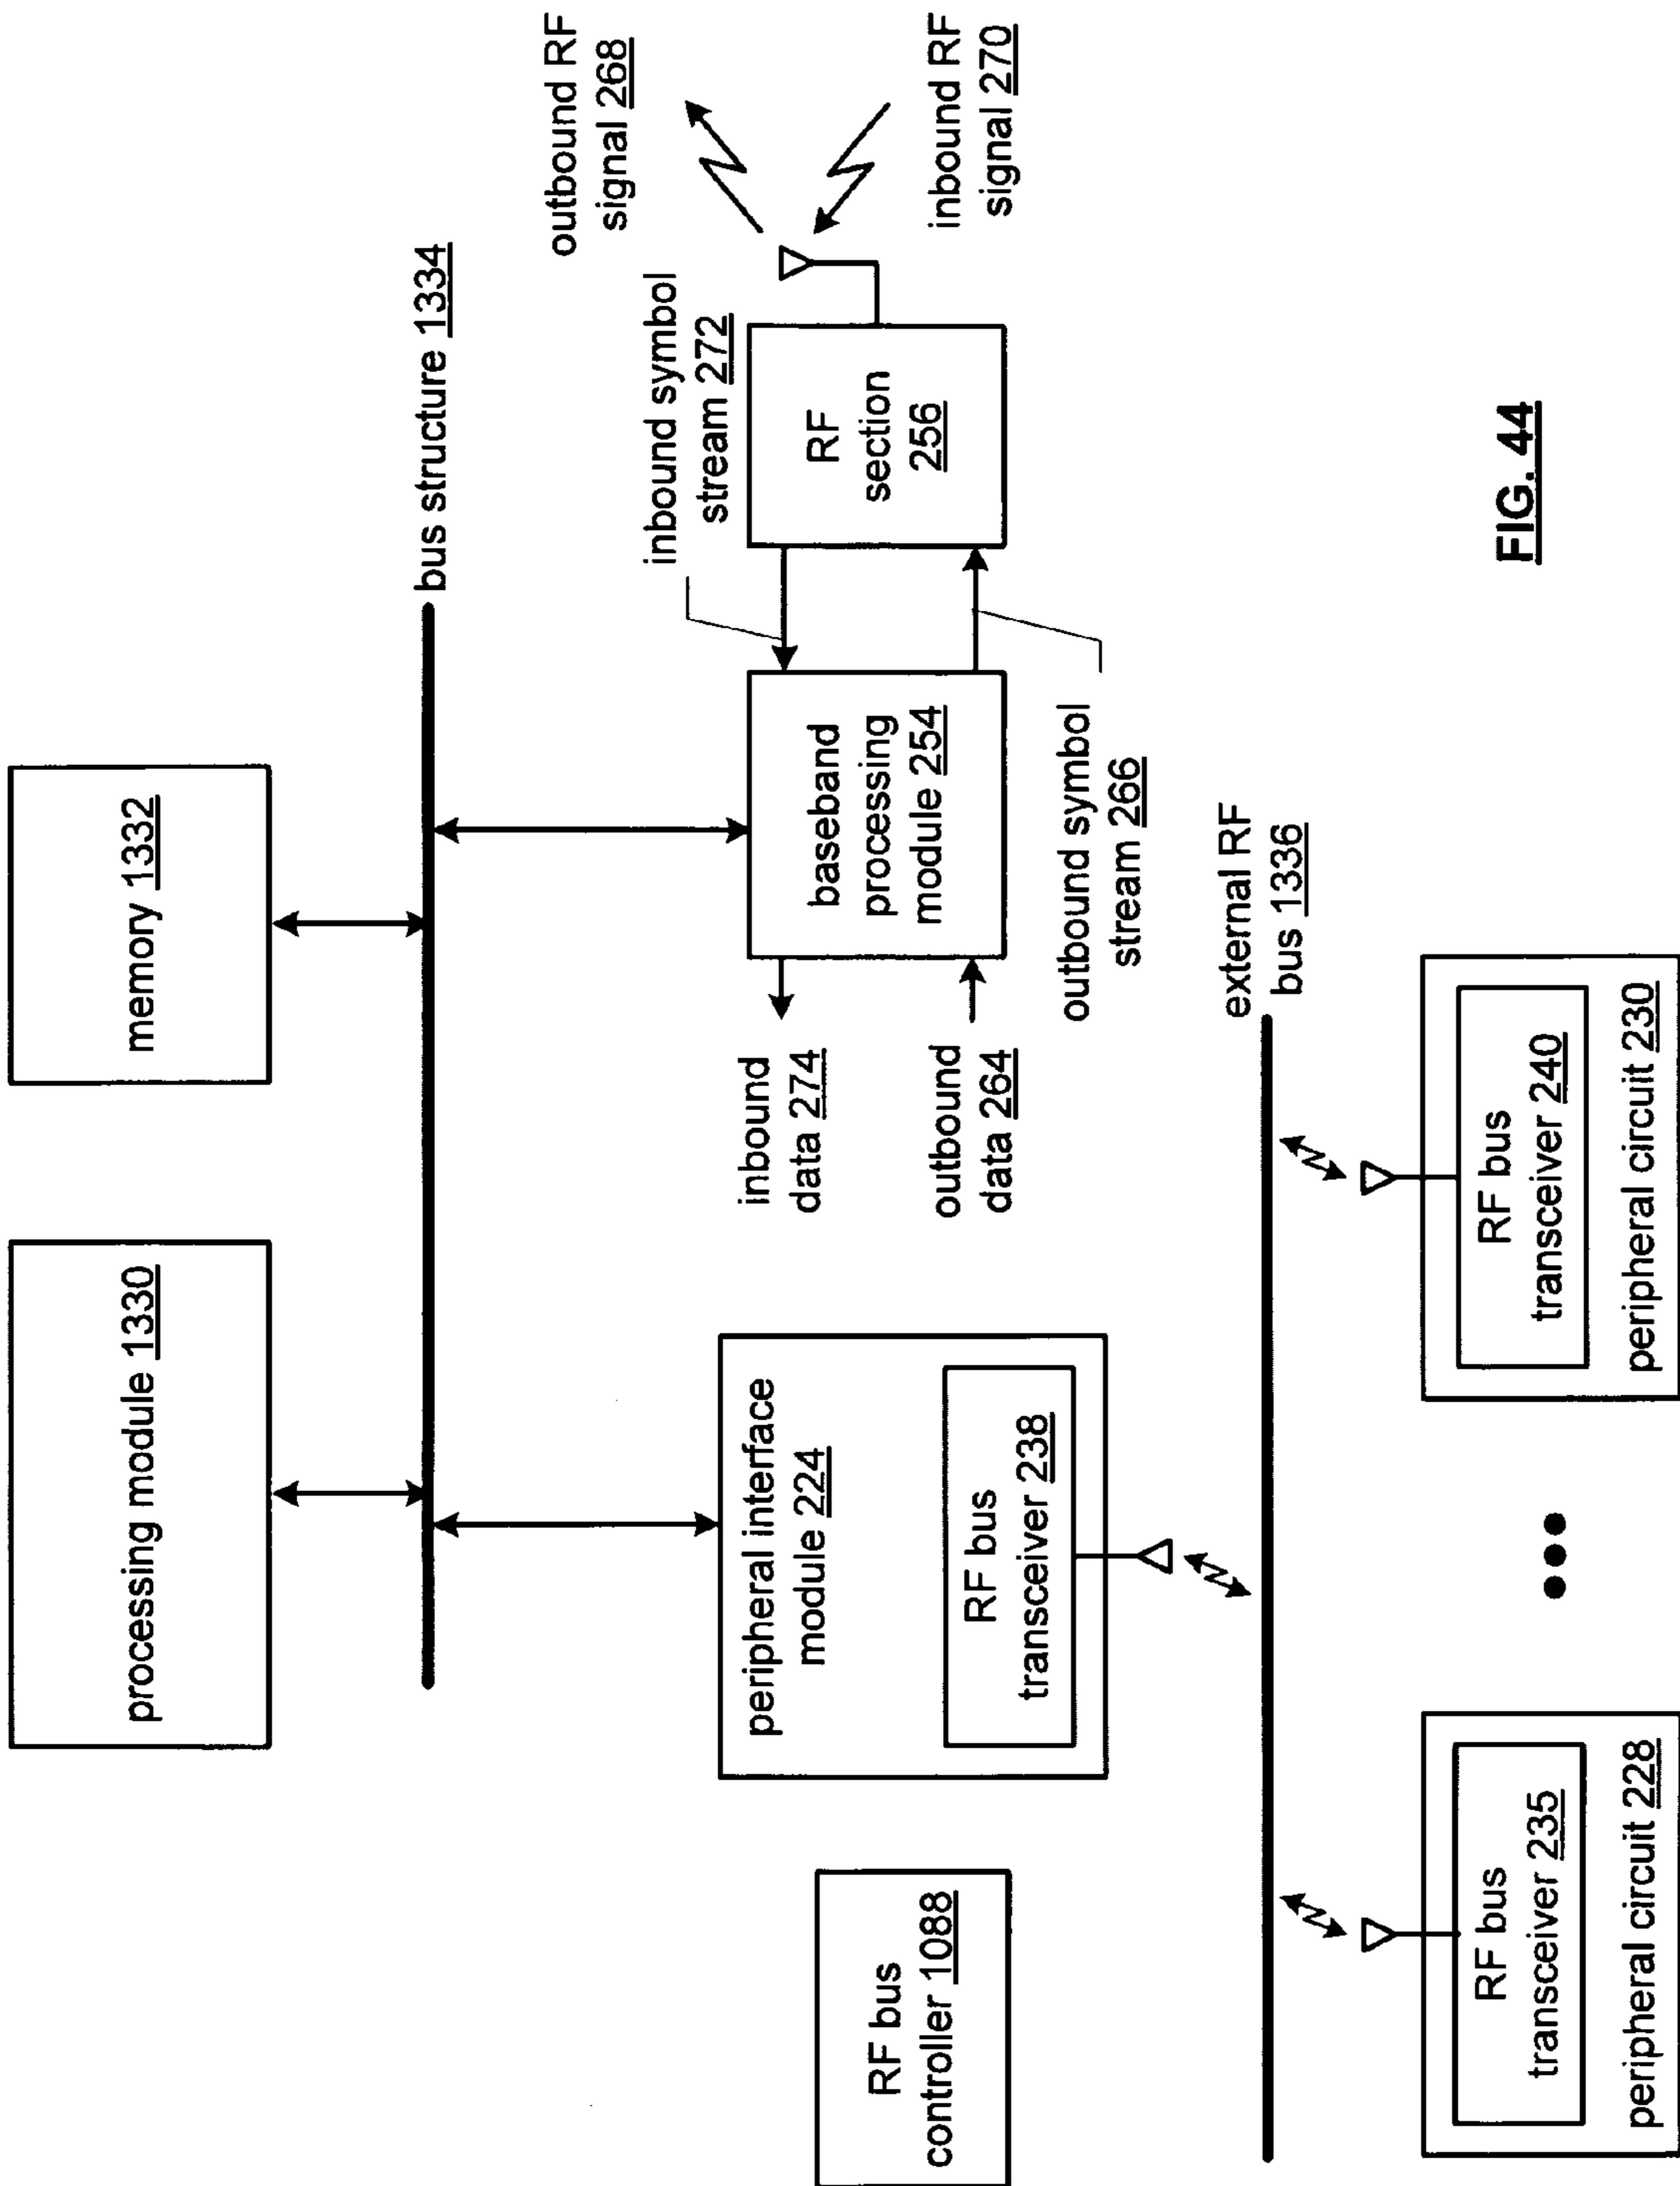 processing module 1330
memory 1332
bus structure 1334
RF bus
controller 1088
peripheral interface
module 224
RF bus
transceiver 238
inbound
data 274
outbound
data 264
baseband
processing
module 254
inbound symbol
stream 272
outbound symbol
stream 266
RF
section
256
outbound RF
signal 268
inbound RF
signal 270
external RF
bus 1336
RF bus
transceiver 235
peripheral circuit 228
RF bus
transceiver 240
peripheral circuit 230
FIG. 44